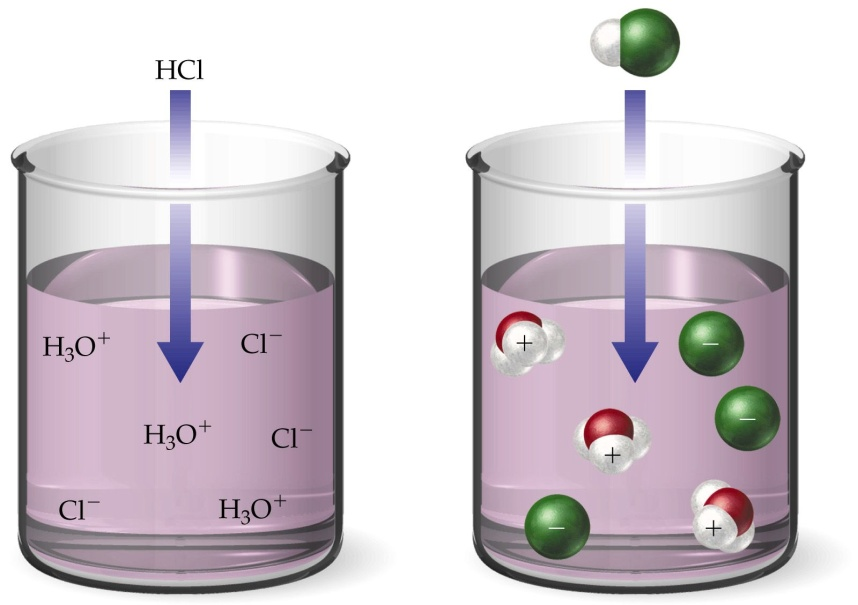 HCl
H₃O⁺ Cl⁻
H₃O⁺ Cl⁻
Cl⁻ H₃O⁺
+ −
−
+
− +